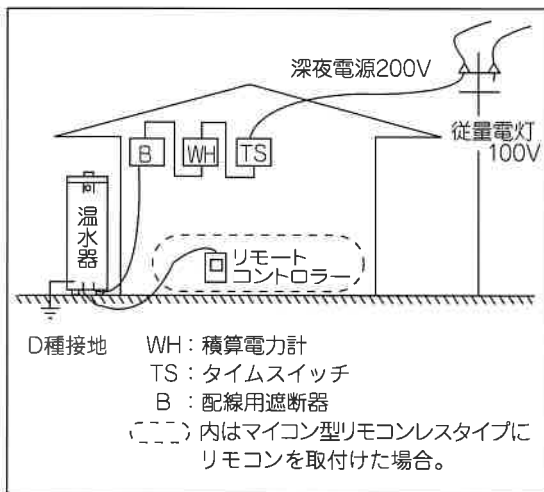 深夜電源200V
従量電灯
100V
B
WH
TS
温水器
リモート
コントロラー
D種接地
WH：積算電力計
TS：タイムスイッチ
B：配線用遮断器
内はマイコン型リモコンレスタイプに
リモコンを取付けた場合。